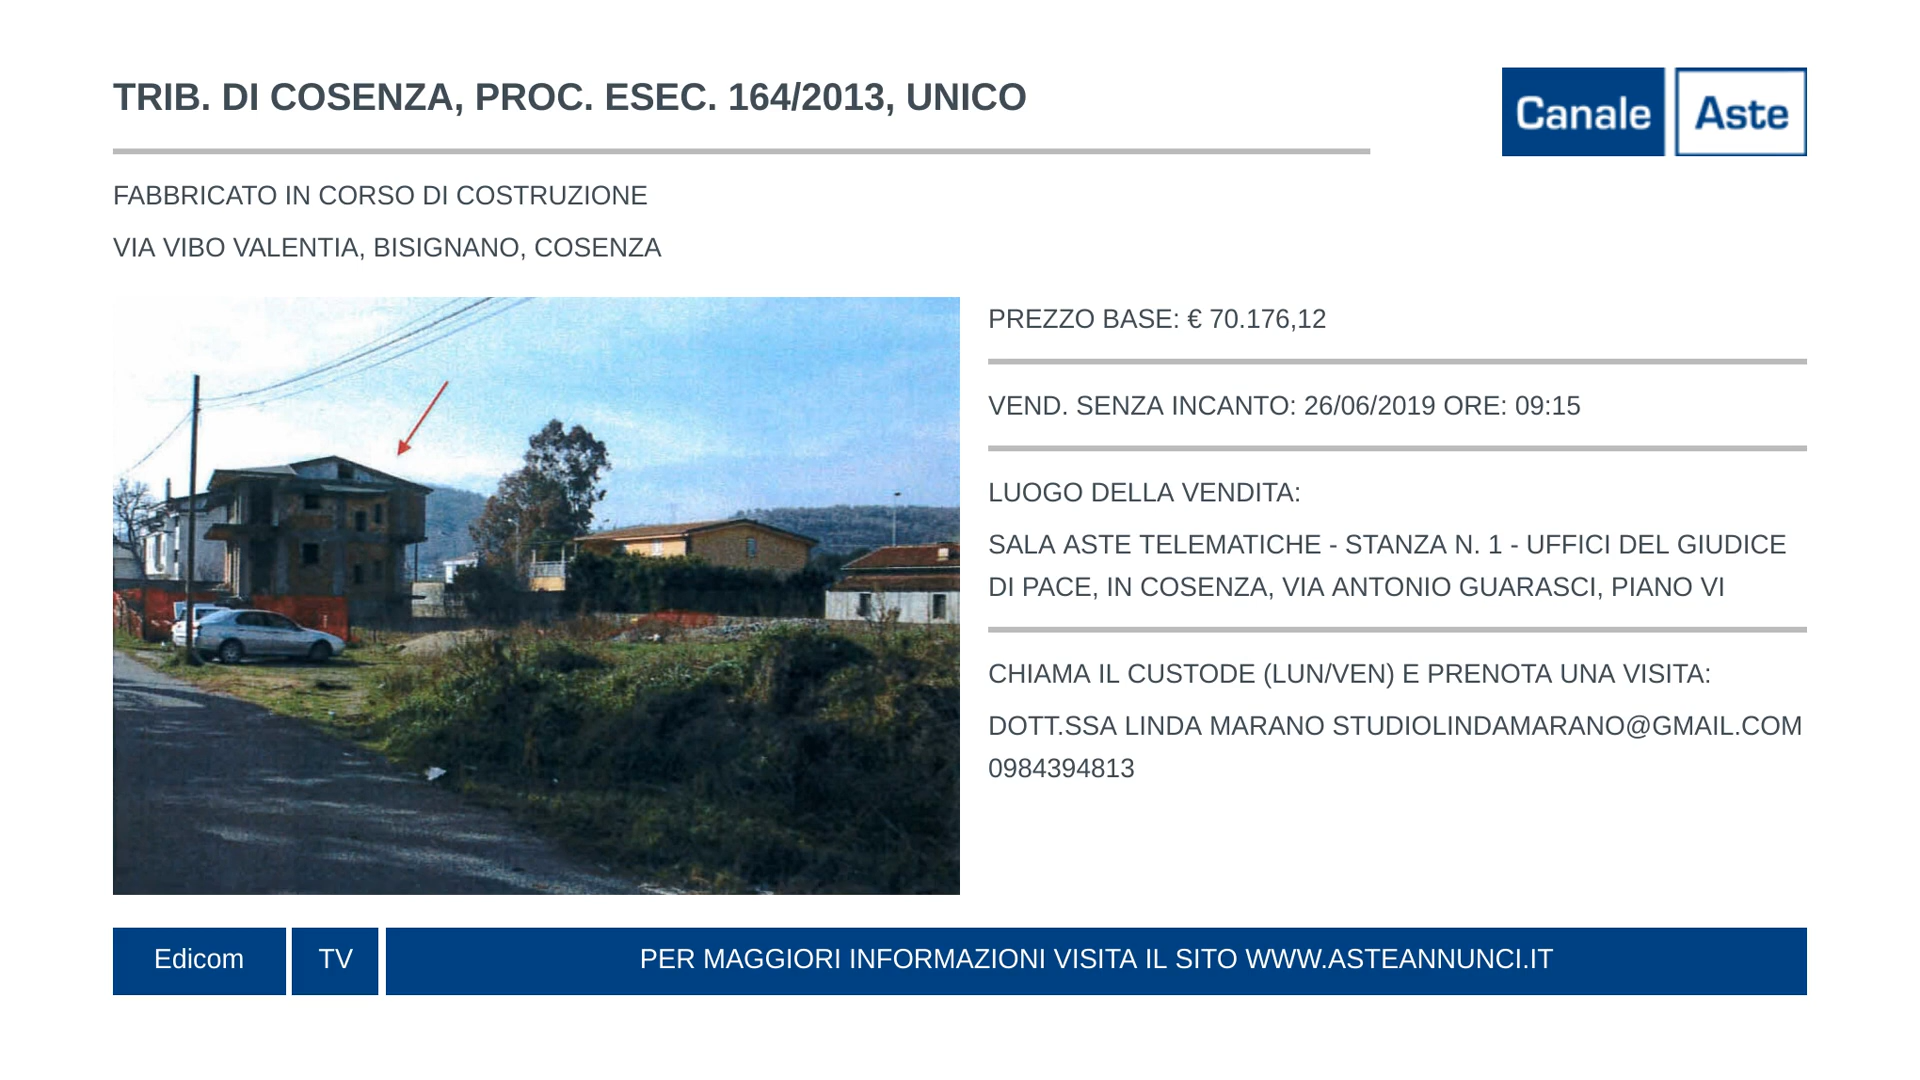 TRIB. DI COSENZA, PROC. ESEC. 164/2013, UNICO
Canale Aste
FABBRICATO IN CORSO DI COSTRUZIONE
VIA VIBO VALENTIA, BISIGNANO, COSENZA
PREZZO BASE: € 70.176,12
VEND. SENZA INCANTO: 26/06/2019 ORE: 09:15
LUOGO DELLA VENDITA:
SALA ASTE TELEMATICHE - STANZA N. 1 - UFFICI DEL GIUDICE
DI PACE, IN COSENZA, VIA ANTONIO GUARASCI, PIANO VI
CHIAMA IL CUSTODE (LUN/VEN) E PRENOTA UNA VISITA:
DOTT.SSA LINDA MARANO STUDIOLINDAMARANO@GMAIL.COM
0984394813
Edicom TV PER MAGGIORI INFORMAZIONI VISITA IL SITO WWW.ASTEANNUNCI.IT